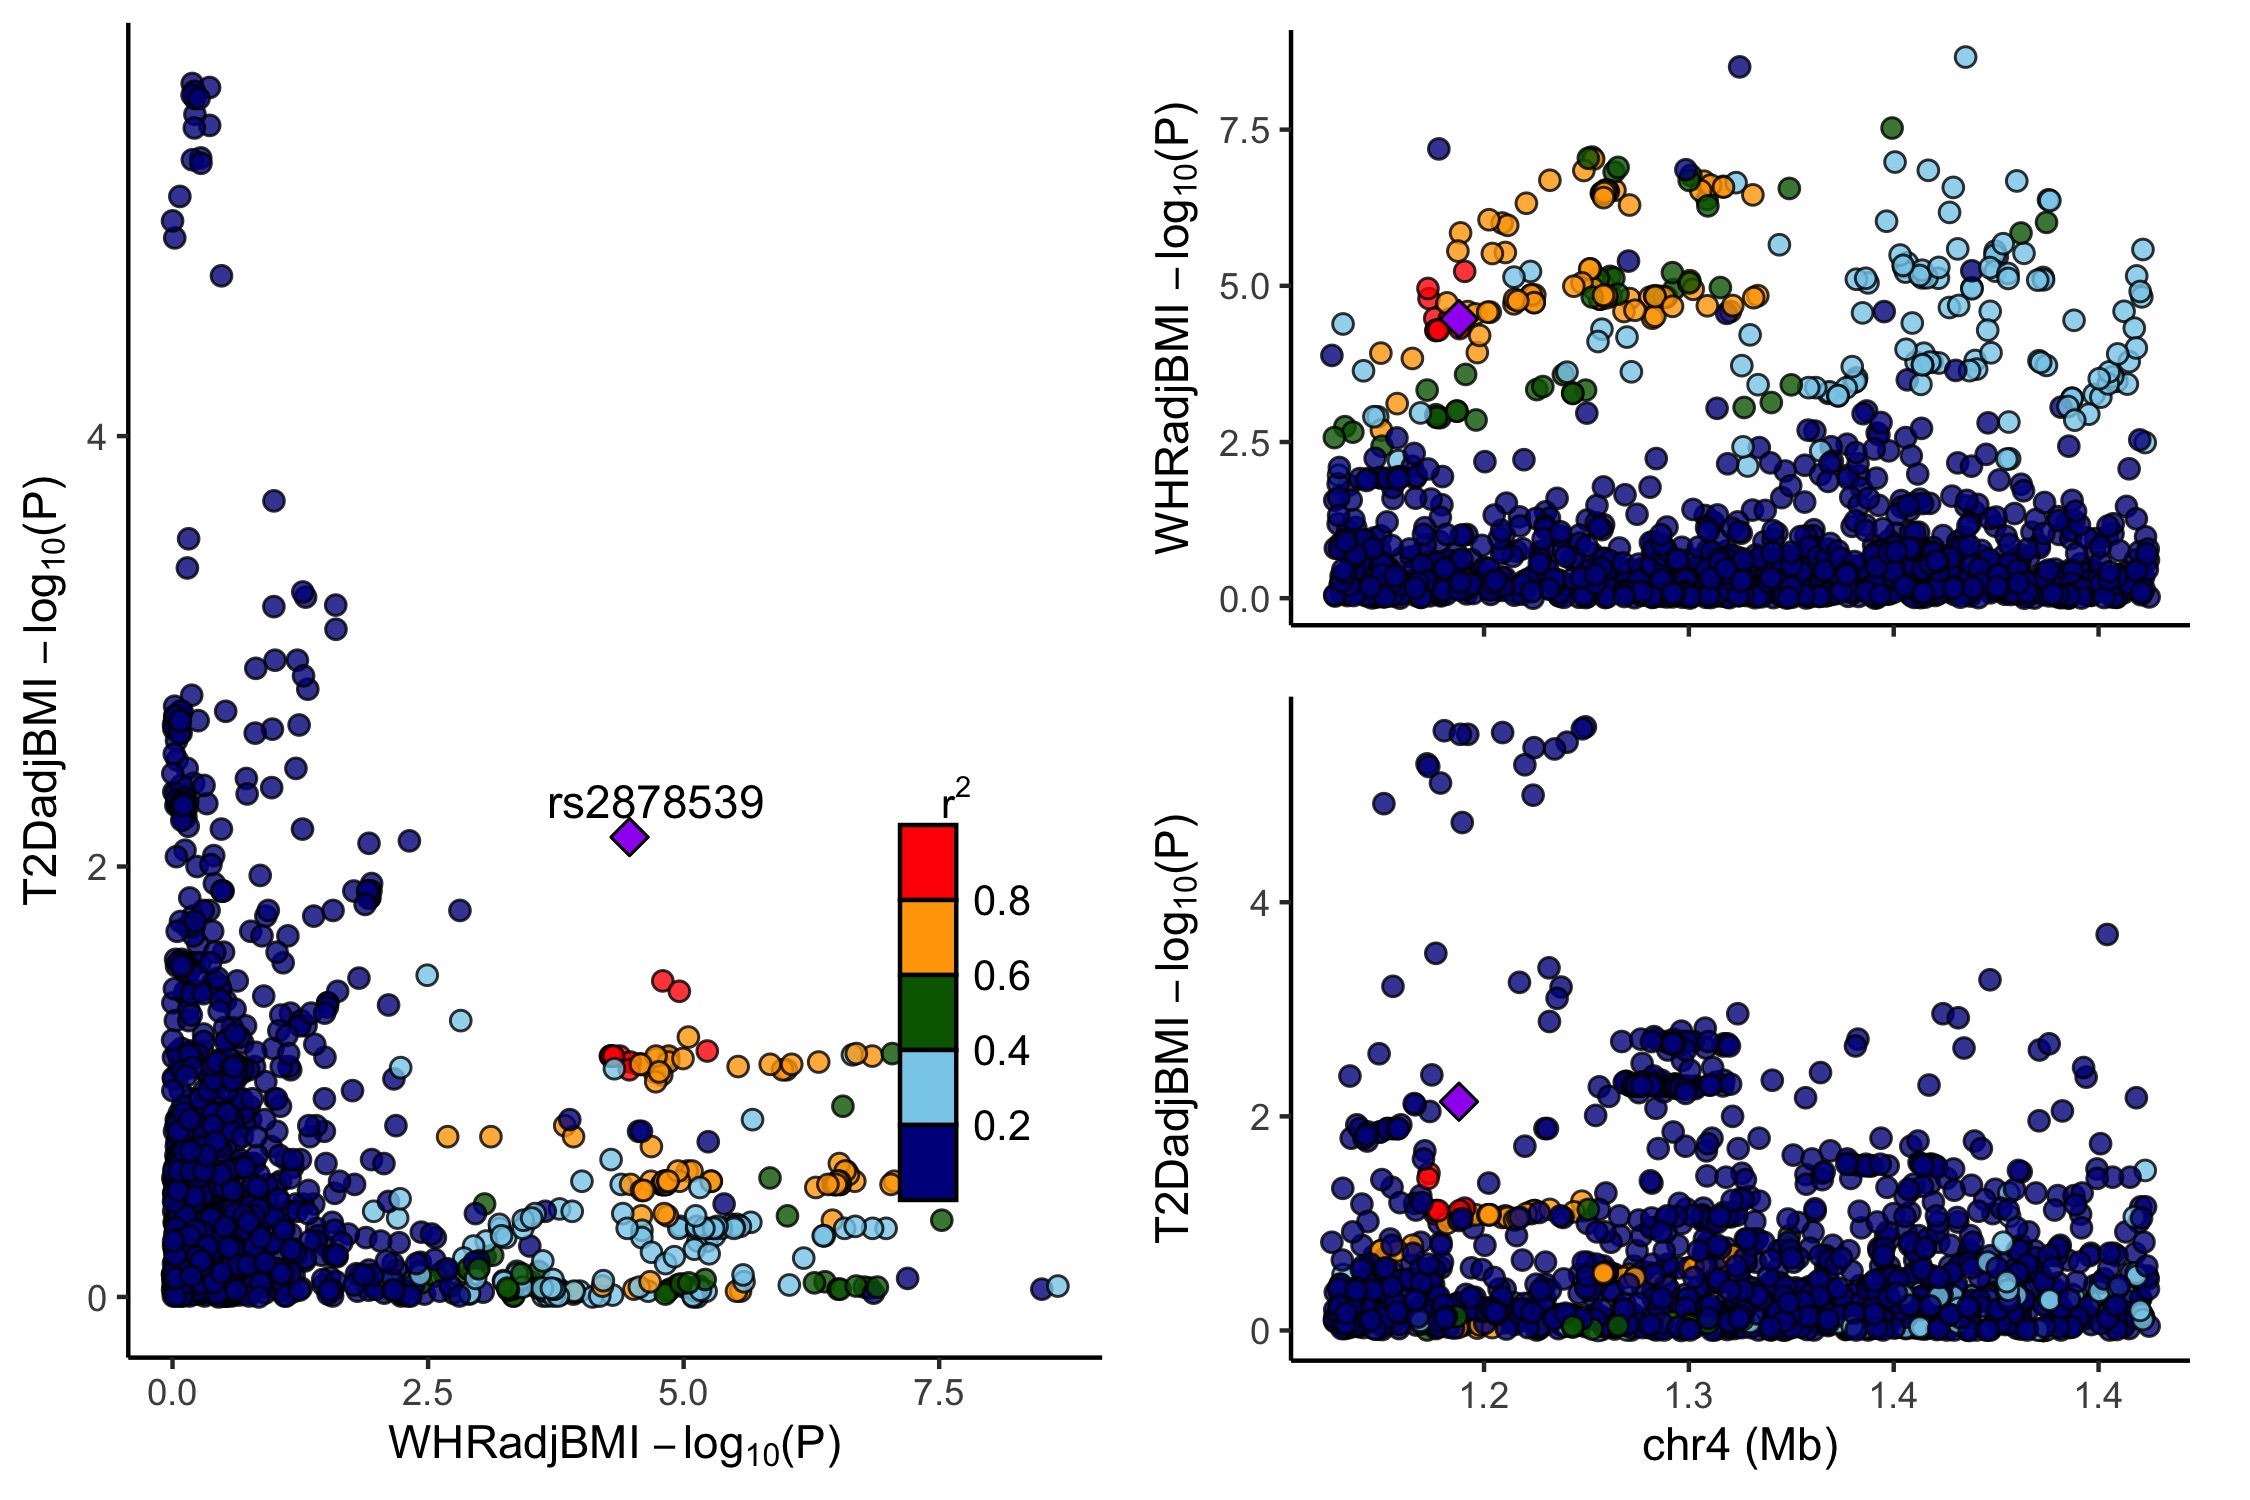 T2DadjBMI −log₁₀(P)
4
2
0
0.0 2.5 5.0 7.5
WHRadjBMI −log₁₀(P)
rs2878539
r²
0.8
0.6
0.4
0.2
WHRadjBMI −log₁₀(P)
7.5
5.0
2.5
0.0
T2DadjBMI −log₁₀(P)
4
2
0
1.2 1.3 1.4 1.4
chr4 (Mb)